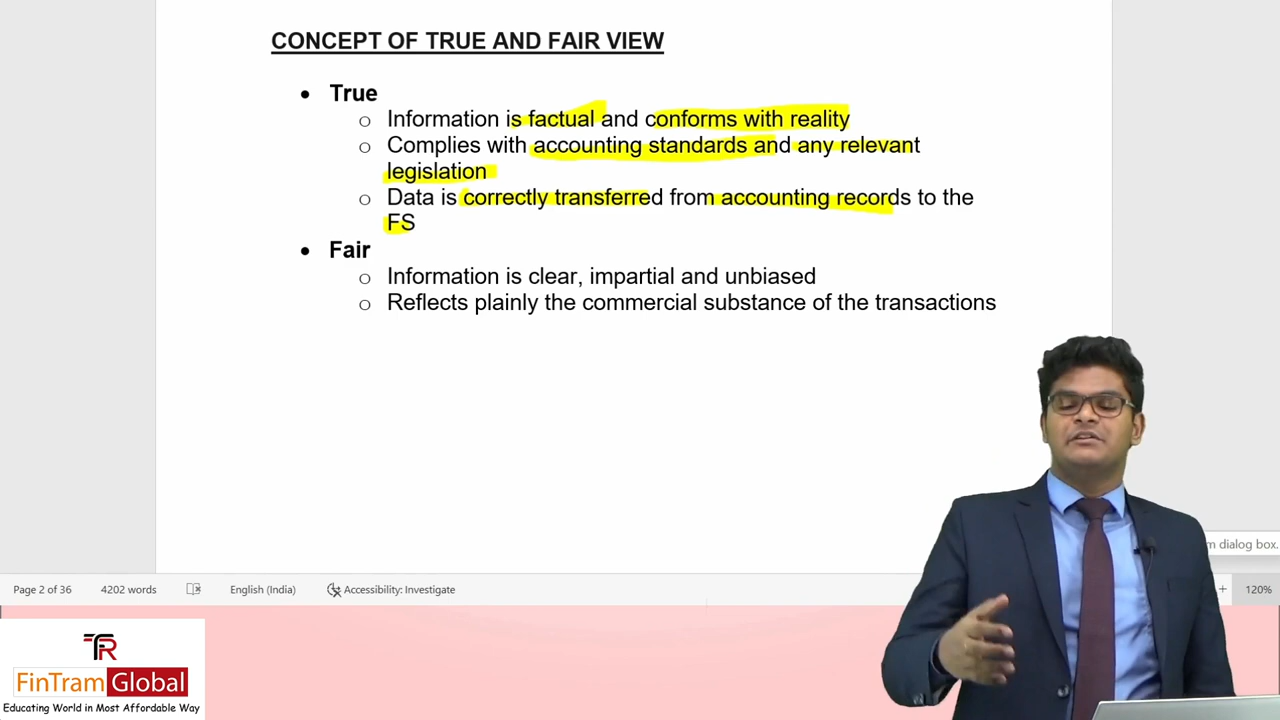 CONCEPT OF TRUE AND FAIR VIEW
• True
o Information is factual and conforms with reality
o Complies with accounting standards and any relevant
legislation
o Data is correctly transferred from accounting records to the
FS
• Fair
o Information is clear, impartial and unbiased
o Reflects plainly the commercial substance of the transactions
dialog box.
Page 2 of 36 4202 words English (India) Accessibility: Investigate + 120%
FinTram Global
Educating World in Most Affordable Way